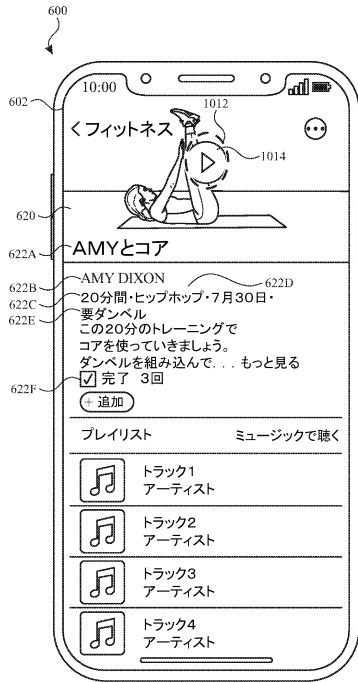 600
10:00
602
1012
くフィットネス
1014
620
622A
AMYとコア
622B
AMY DIXON
622D
622C
20分間・ヒップホップ・7月30日・
622E
要ダンベル
この20分のトレーニングで
コアを使っていきましょう。
ダンベルを組み込んで. . . もっと見る
622F
完了 3回
+ 追加
プレイリスト ミュージックで聴く
トラック1
アーティスト
トラック2
アーティスト
トラック3
アーティスト
トラック4
アーティスト